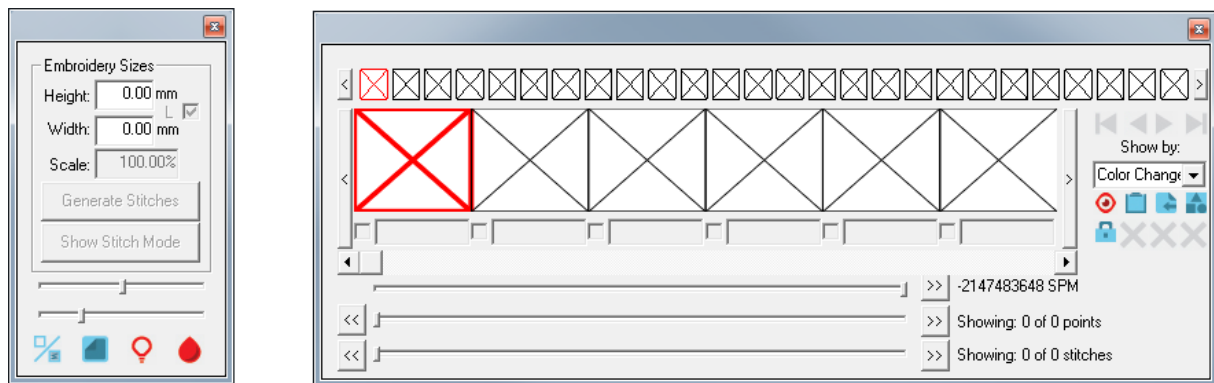 Embroidery Sizes
Height: 0.00 mm
L
Width: 0.00 mm
Scale: 100.00%
Generate Stitches
Show Stitch Mode
<
>
<
>
Show by:
Color Change
>> -2147483648 SPM
<< >> Showing: 0 of 0 points
<< >> Showing: 0 of 0 stitches